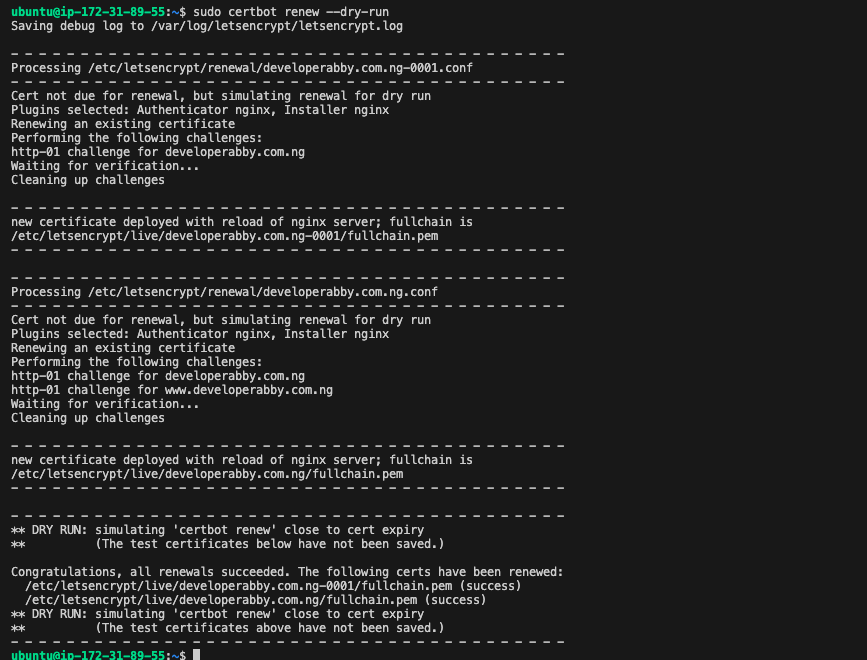 ubuntu@ip-172-31-89-55:~$ sudo certbot renew --dry-run
Saving debug log to /var/log/letsencrypt/letsencrypt.log

- - - - - - - - - - - - - - - - - - - - - - - - - - - - - - - - - - - - - - - -
Processing /etc/letsencrypt/renewal/developerabby.com.ng-0001.conf
- - - - - - - - - - - - - - - - - - - - - - - - - - - - - - - - - - - - - - - -
Cert not due for renewal, but simulating renewal for dry run
Plugins selected: Authenticator nginx, Installer nginx
Renewing an existing certificate
Performing the following challenges:
http-01 challenge for developerabby.com.ng
Waiting for verification...
Cleaning up challenges

- - - - - - - - - - - - - - - - - - - - - - - - - - - - - - - - - - - - - - - -
new certificate deployed with reload of nginx server; fullchain is
/etc/letsencrypt/live/developerabby.com.ng-0001/fullchain.pem
- - - - - - - - - - - - - - - - - - - - - - - - - - - - - - - - - - - - - - - -

- - - - - - - - - - - - - - - - - - - - - - - - - - - - - - - - - - - - - - - -
Processing /etc/letsencrypt/renewal/developerabby.com.ng.conf
- - - - - - - - - - - - - - - - - - - - - - - - - - - - - - - - - - - - - - - -
Cert not due for renewal, but simulating renewal for dry run
Plugins selected: Authenticator nginx, Installer nginx
Renewing an existing certificate
Performing the following challenges:
http-01 challenge for developerabby.com.ng
http-01 challenge for www.developerabby.com.ng
Waiting for verification...
Cleaning up challenges

- - - - - - - - - - - - - - - - - - - - - - - - - - - - - - - - - - - - - - - -
new certificate deployed with reload of nginx server; fullchain is
/etc/letsencrypt/live/developerabby.com.ng/fullchain.pem
- - - - - - - - - - - - - - - - - - - - - - - - - - - - - - - - - - - - - - - -

- - - - - - - - - - - - - - - - - - - - - - - - - - - - - - - - - - - - - - - -
** DRY RUN: simulating 'certbot renew' close to cert expiry
**          (The test certificates below have not been saved.)

Congratulations, all renewals succeeded. The following certs have been renewed:
  /etc/letsencrypt/live/developerabby.com.ng-0001/fullchain.pem (success)
  /etc/letsencrypt/live/developerabby.com.ng/fullchain.pem (success)
** DRY RUN: simulating 'certbot renew' close to cert expiry
**          (The test certificates above have not been saved.)
- - - - - - - - - - - - - - - - - - - - - - - - - - - - - - - - - - - - - - - -
ubuntu@ip-172-31-89-55:~$